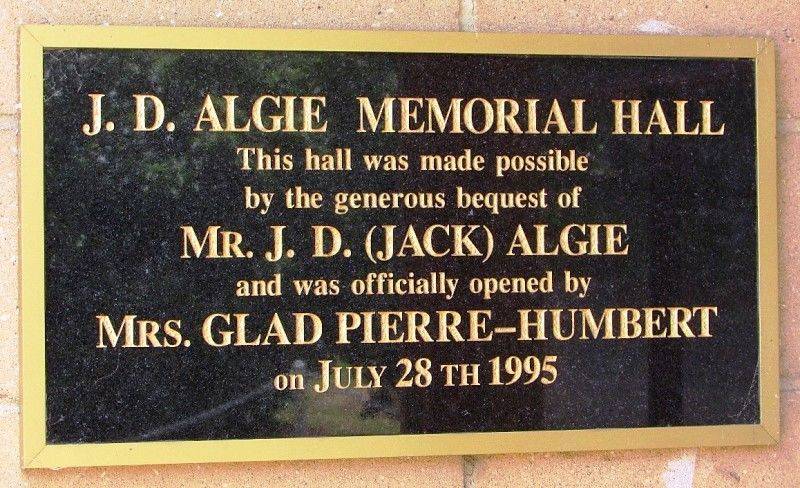 J. D. ALGIE MEMORIAL HALL
This hall was made possible
by the generous bequest of
MR. J. D. (JACK) ALGIE
and was officially opened by
MRS. GLAD PIERRE-HUMBERT
on JULY 28 TH 1995